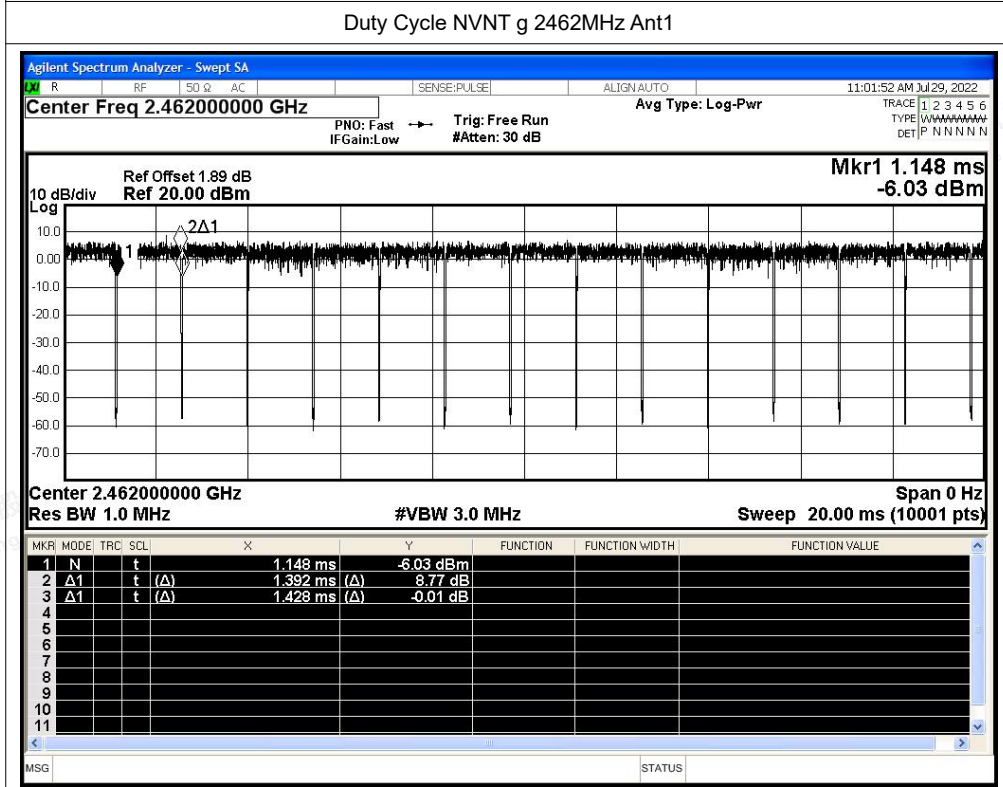 Duty Cycle NVNT g 2462MHz Ant1
Agilent Spectrum Analyzer - Swept SA
LXI R RF 50 Ω AC SENSE:PULSE ALIGN AUTO 11:01:52 AM Jul 29, 2022
Center Freq 2.462000000 GHz Avg Type: Log-Pwr TRACE 1 2 3 4 5 6
PNO: Fast Trig: Free Run TYPE WWWWWW
IFGain:Low #Atten: 30 dB DET P N N N N N
Mkr1 1.148 ms
Ref Offset 1.89 dB -6.03 dBm
10 dB/div Ref 20.00 dBm
Log
10.0
2Δ1
0.00
1
-10.0
-20.0
-30.0
-40.0
-50.0
-60.0
-70.0
Center 2.462000000 GHz Span 0 Hz
Res BW 1.0 MHz #VBW 3.0 MHz Sweep 20.00 ms (10001 pts)
MKR MODE TRC SCL X Y FUNCTION FUNCTION WIDTH FUNCTION VALUE
1 N t 1.148 ms -6.03 dBm
2 Δ1 t (Δ) 1.392 ms (Δ) 8.77 dB
3 Δ1 t (Δ) 1.428 ms (Δ) -0.01 dB
4
5
6
7
8
9
10
11
MSG STATUS